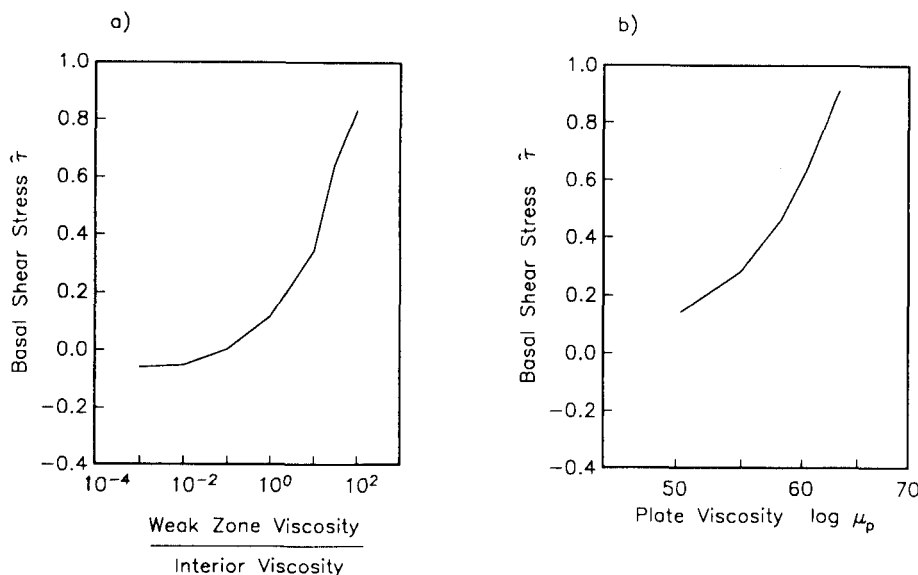 a)
1.0
0.8
0.6
0.4
0.2
0.0
−0.2
−0.4
Basal Shear Stress τ̂
10⁻⁴ 10⁻² 10⁰ 10²
Weak Zone Viscosity
Interior Viscosity
b)
1.0
0.8
0.6
0.4
0.2
0.0
−0.2
−0.4
Basal Shear Stress τ̂
50 60 70
Plate Viscosity log μₚ